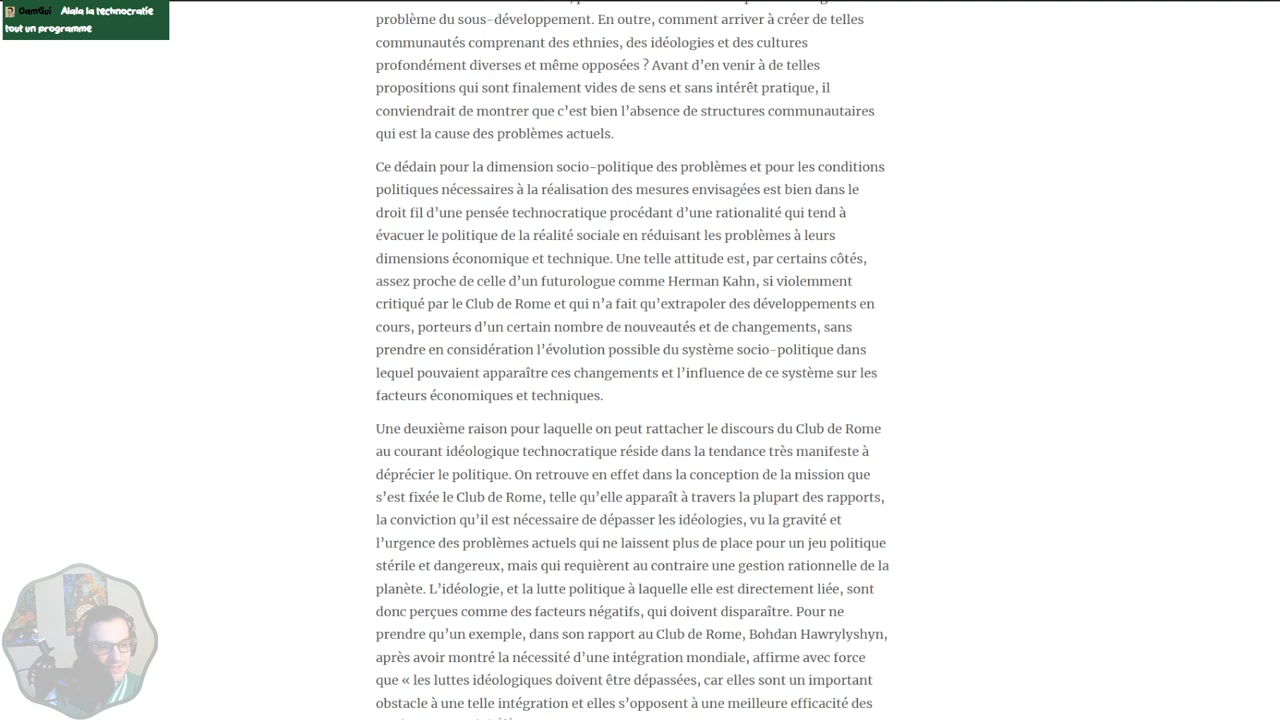 OamGui Alala la technocratie
tout un programme
problème du sous-développement. En outre, comment arriver à créer de telles
communautés comprenant des ethnies, des idéologies et des cultures
profondément diverses et même opposées ? Avant d’en venir à de telles
propositions qui sont finalement vides de sens et sans intérêt pratique, il
conviendrait de montrer que c’est bien l’absence de structures communautaires
qui est la cause des problèmes actuels.
Ce dédain pour la dimension socio-politique des problèmes et pour les conditions
politiques nécessaires à la réalisation des mesures envisagées est bien dans le
droit fil d’une pensée technocratique procédant d’une rationalité qui tend à
évacuer le politique de la réalité sociale en réduisant les problèmes à leurs
dimensions économique et technique. Une telle attitude est, par certains côtés,
assez proche de celle d’un futurologue comme Herman Kahn, si violemment
critiqué par le Club de Rome et qui n’a fait qu’extrapoler des développements en
cours, porteurs d’un certain nombre de nouveautés et de changements, sans
prendre en considération l’évolution possible du système socio-politique dans
lequel pouvaient apparaître ces changements et l’influence de ce système sur les
facteurs économiques et techniques.
Une deuxième raison pour laquelle on peut rattacher le discours du Club de Rome
au courant idéologique technocratique réside dans la tendance très manifeste à
déprécier le politique. On retrouve en effet dans la conception de la mission que
s’est fixée le Club de Rome, telle qu’elle apparaît à travers la plupart des rapports,
la conviction qu’il est nécessaire de dépasser les idéologies, vu la gravité et
l’urgence des problèmes actuels qui ne laissent plus de place pour un jeu politique
stérile et dangereux, mais qui requièrent au contraire une gestion rationnelle de la
planète. L’idéologie, et la lutte politique à laquelle elle est directement liée, sont
donc perçues comme des facteurs négatifs, qui doivent disparaître. Pour ne
prendre qu’un exemple, dans son rapport au Club de Rome, Bohdan Hawrylyshyn,
après avoir montré la nécessité d’une intégration mondiale, affirme avec force
que « les luttes idéologiques doivent être dépassées, car elles sont un important
obstacle à une telle intégration et elles s’opposent à une meilleure efficacité des